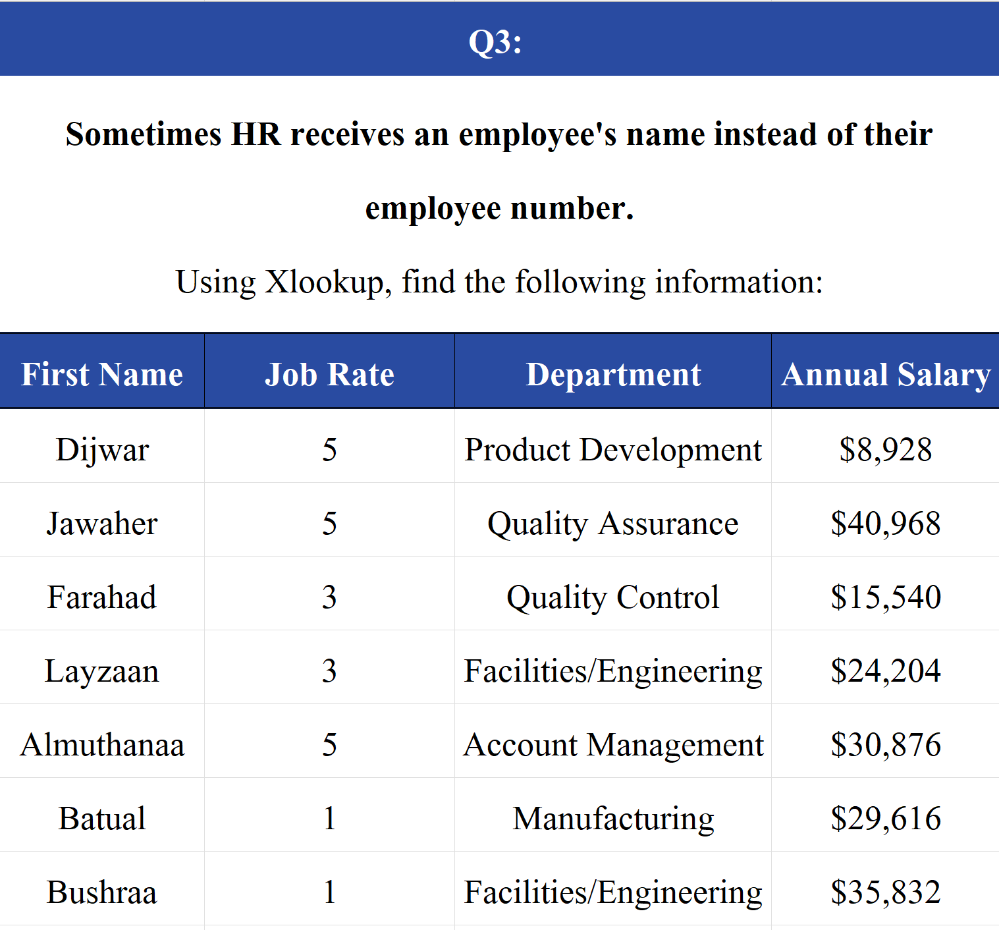 Q3:
Sometimes HR receives an employee's name instead of their
employee number.
Using Xlookup, find the following information:
First Name Job Rate Department Annual Salary
Dijwar 5 Product Development $8,928
Jawaher 5 Quality Assurance $40,968
Farahad 3 Quality Control $15,540
Layzaan 3 Facilities/Engineering $24,204
Almuthanaa 5 Account Management $30,876
Batual 1 Manufacturing $29,616
Bushraa 1 Facilities/Engineering $35,832